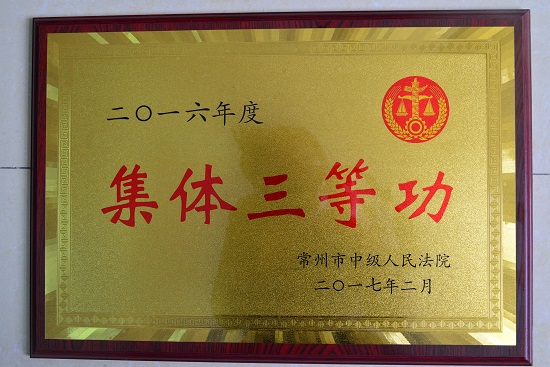 二〇一六年度
集体三等功
常州市中级人民法院
二〇一七年二月